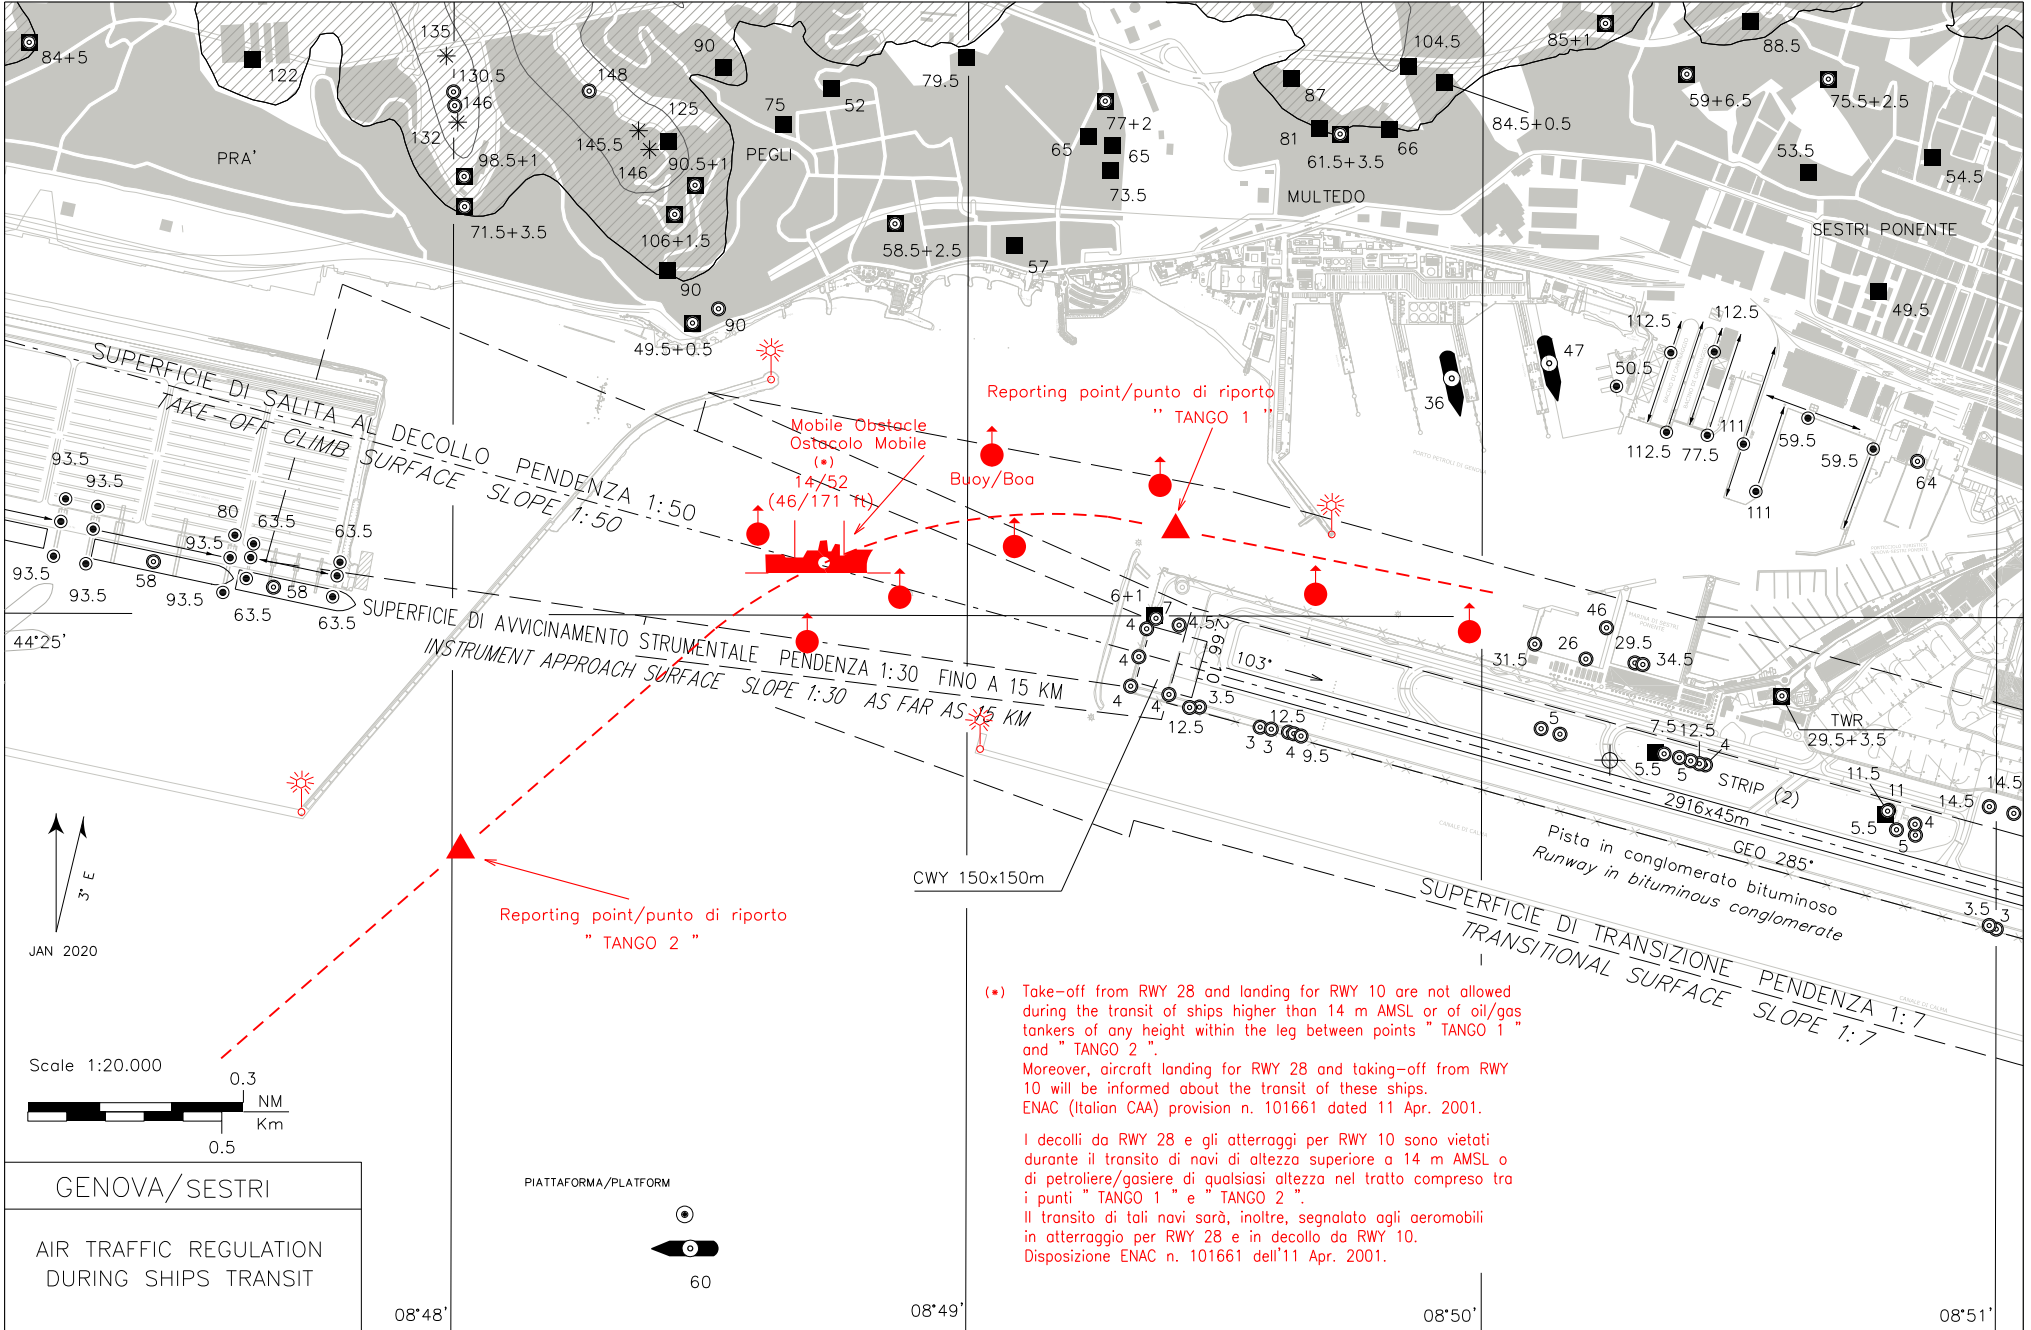 135
90
104.5
85+1
88.5
84+5
122
130.5
148
79.5
146
75
52
87
59+6.5
75.5+2.5
125
77+2
84.5+0.5
132
145.5
81
PRA'
98.5+1
146
90.5+1
PEGLI
65
65
61.5+3.5
66
53.5
54.5
73.5
MULTEDO
71.5+3.5
106+1.5
58.5+2.5
57
SESTRI PONENTE
90
49.5
90
49.5+0.5
112.5
112.5
47
50.5
36
SUPERFICIE DI SALITA AL DECOLLO PENDENZA 1:50
TAKE-OFF CLIMB SURFACE SLOPE 1:50
Reporting point/punto di riporto
" TANGO 1 "
Mobile Obstacle
Ostacolo Mobile
(*)
14/52
(46/171 ft)
Buoy/Boa
112.5
77.5
111
59.5
59.5
64
111
PORTO PETROLI DI GENOVA
93.5
93.5
80
63.5
63.5
93.5
93.5
93.5
58
93.5
63.5
58
63.5
44°25'
SUPERFICIE DI AVVICINAMENTO STRUMENTALE PENDENZA 1:30 FINO A 15 KM
INSTRUMENT APPROACH SURFACE SLOPE 1:30 AS FAR AS 15 KM
6+1
7
4
4.5
2.66
1.0
103°
4
4
4
3.5
12.5
12.5
3
3
4
9.5
46
26
29.5
31.5
34.5
MARINA DI SESTRI
PONENTE
TWR
29.5+3.5
5
7.5
12.5
4
5.5
5
STRIP (2)
11.5
11
14.5
14.5
5.5
4
5
2916x45m
GEO 285°
Pista in conglomerato bituminoso
Runway in bituminous conglomerate
3.5
3
CANALE DI CALMA
CANALE DI CALMA
SUPERFICIE DI TRANSIZIONE PENDENZA 1:7
TRANSITIONAL SURFACE SLOPE 1:7
CWY 150x150m
3° E
JAN 2020
Reporting point/punto di riporto
" TANGO 2 "
(*) Take-off from RWY 28 and landing for RWY 10 are not allowed
during the transit of ships higher than 14 m AMSL or of oil/gas
tankers of any height within the leg between points " TANGO 1 "
and " TANGO 2 ".
Moreover, aircraft landing for RWY 28 and taking-off from RWY
10 will be informed about the transit of these ships.
ENAC (Italian CAA) provision n. 101661 dated 11 Apr. 2001.
I decolli da RWY 28 e gli atterraggi per RWY 10 sono vietati
durante il transito di navi di altezza superiore a 14 m AMSL o
di petroliere/gasiere di qualsiasi altezza nel tratto compreso tra
i punti " TANGO 1 " e " TANGO 2 ".
Il transito di tali navi sarà, inoltre, segnalato agli aeromobili
in atterraggio per RWY 28 e in decollo da RWY 10.
Disposizione ENAC n. 101661 dell'11 Apr. 2001.
Scale 1:20.000
0.3
NM
Km
0.5
GENOVA/SESTRI
AIR TRAFFIC REGULATION
DURING SHIPS TRANSIT
PIATTAFORMA/PLATFORM
60
08°48'
08°49'
08°50'
08°51'